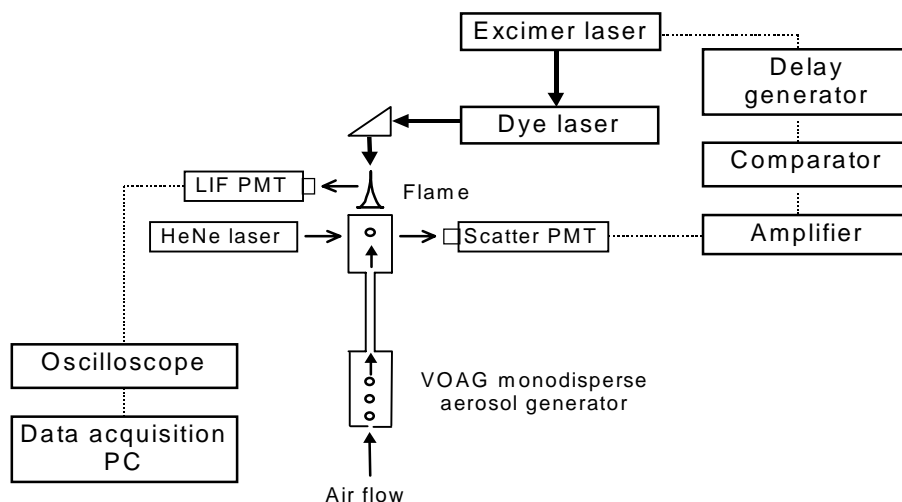 Excimer laser
Delay
generator
Dye laser
Comparator
LIF PMT
Flame
HeNe laser
Scatter PMT
Amplifier
Oscilloscope
VOAG monodisperse
aerosol generator
Data acquisition
PC
Air flow